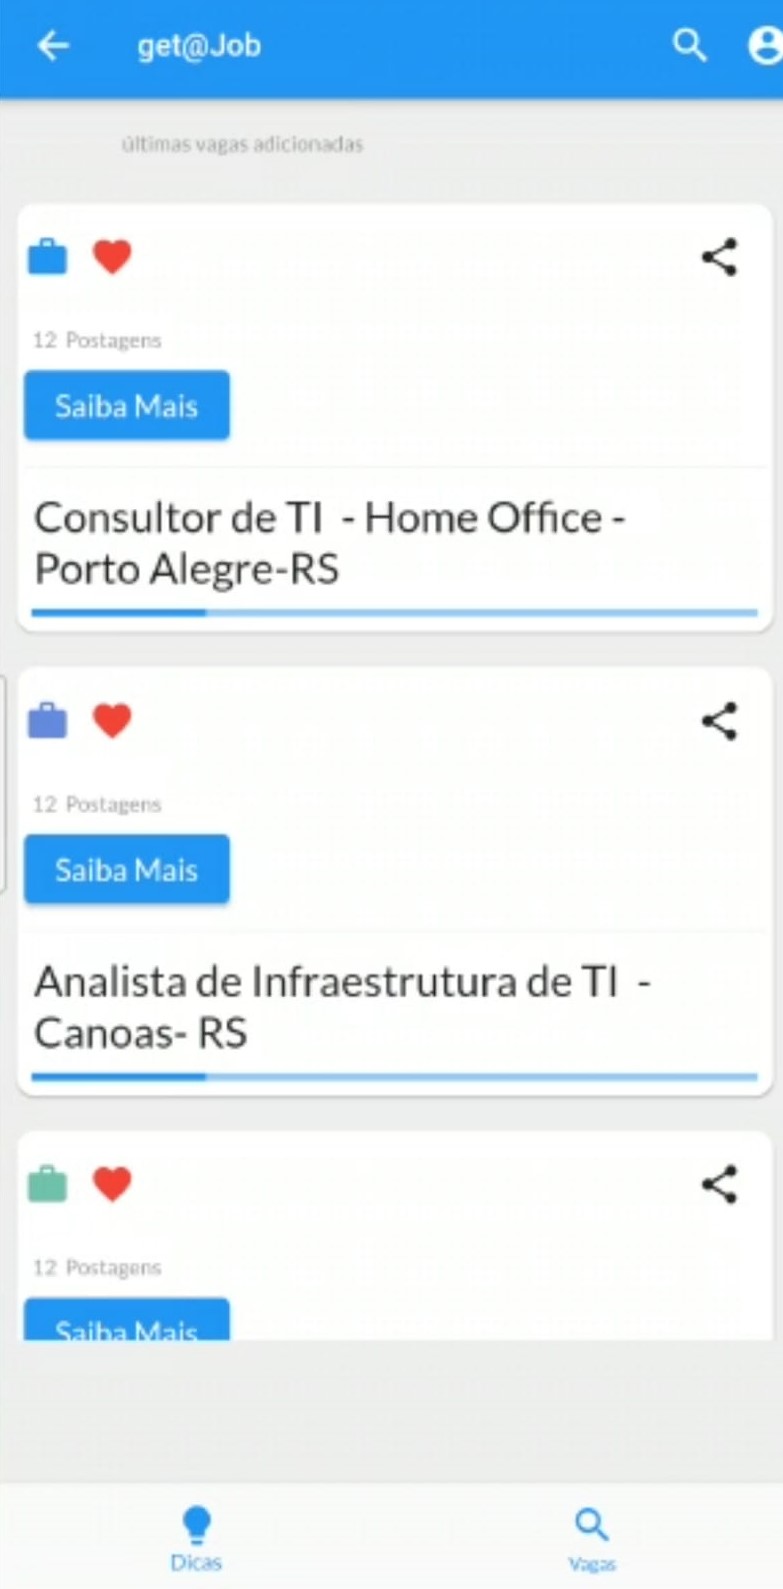 get@Job
últimas vagas adicionadas
12 Postagens
Saiba Mais
Consultor de TI - Home Office -
Porto Alegre-RS
12 Postagens
Saiba Mais
Analista de Infraestrutura de TI -
Canoas- RS
12 Postagens
Saiba Mais
Dicas
Vagas